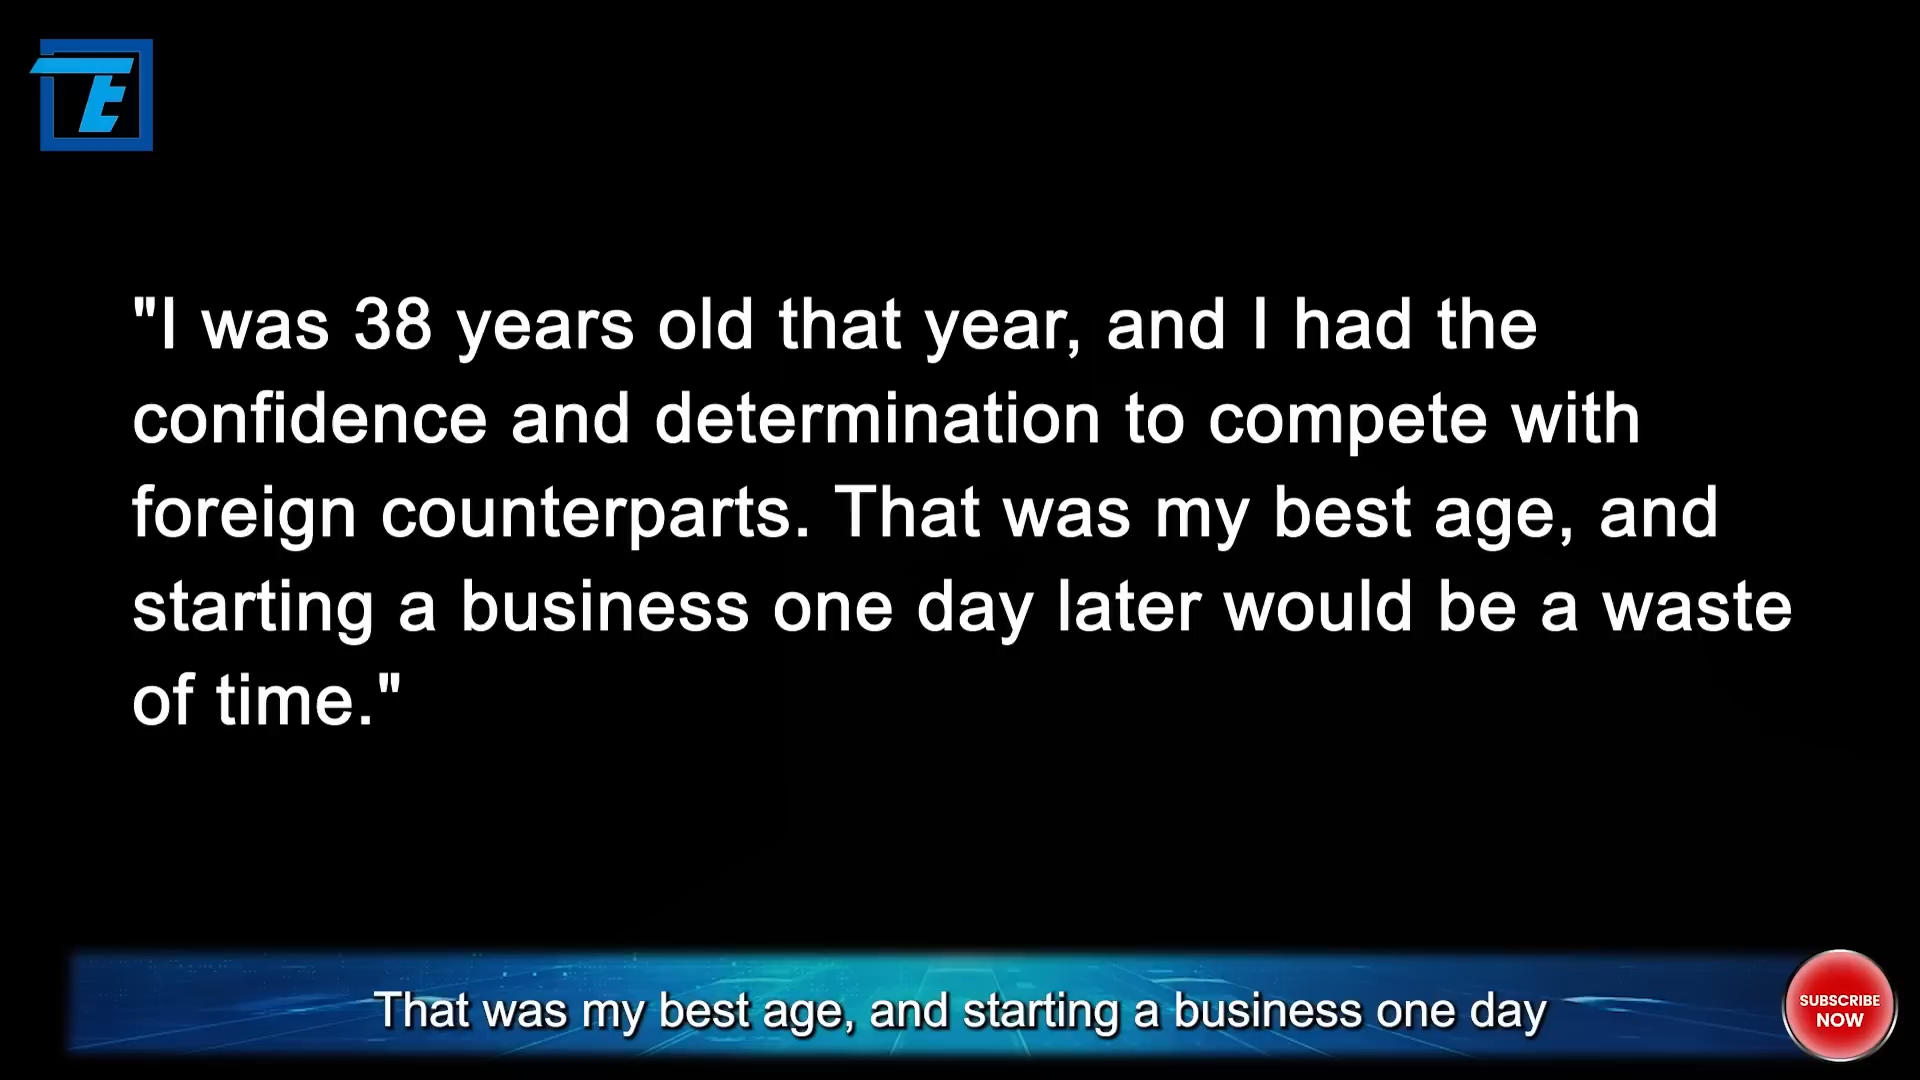 TE
"I was 38 years old that year, and I had the
confidence and determination to compete with
foreign counterparts. That was my best age, and
starting a business one day later would be a waste
of time."
That was my best age, and starting a business one day
SUBSCRIBE
NOW